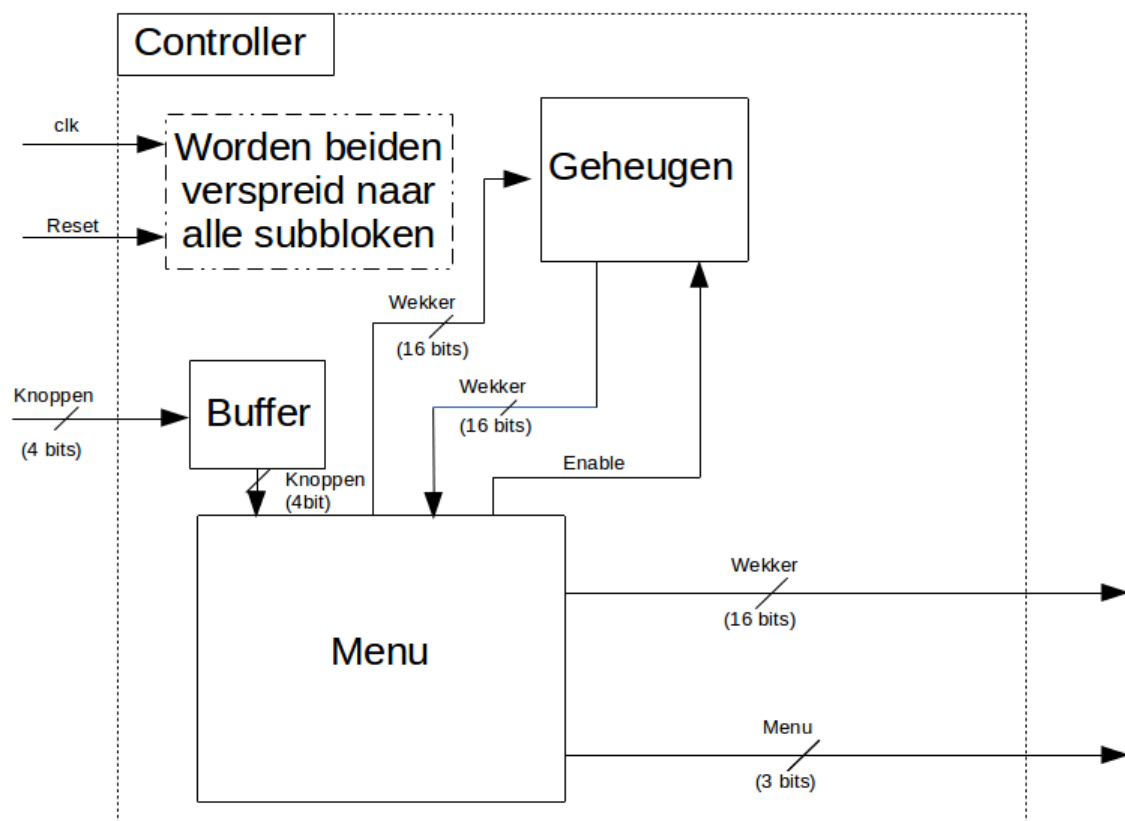 Controller
clk
Worden beiden
verspreid naar
alle subbloken
Reset
Geheugen
Wekker
(16 bits)
Wekker
(16 bits)
Knoppen
(4 bits)
Buffer
Enable
Knoppen
(4bit)
Menu
Wekker
(16 bits)
Menu
(3 bits)